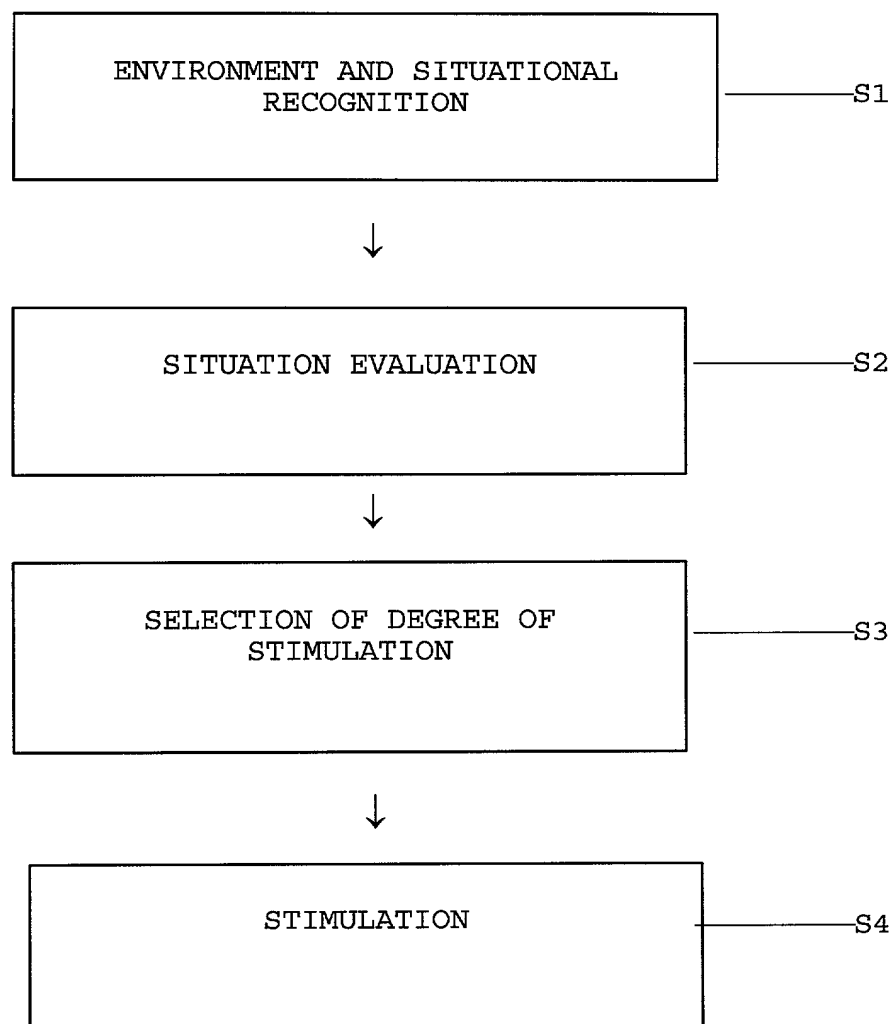 ENVIRONMENT AND SITUATIONAL
RECOGNITION
S1
↓
SITUATION EVALUATION
S2
↓
SELECTION OF DEGREE OF
STIMULATION
S3
↓
STIMULATION
S4